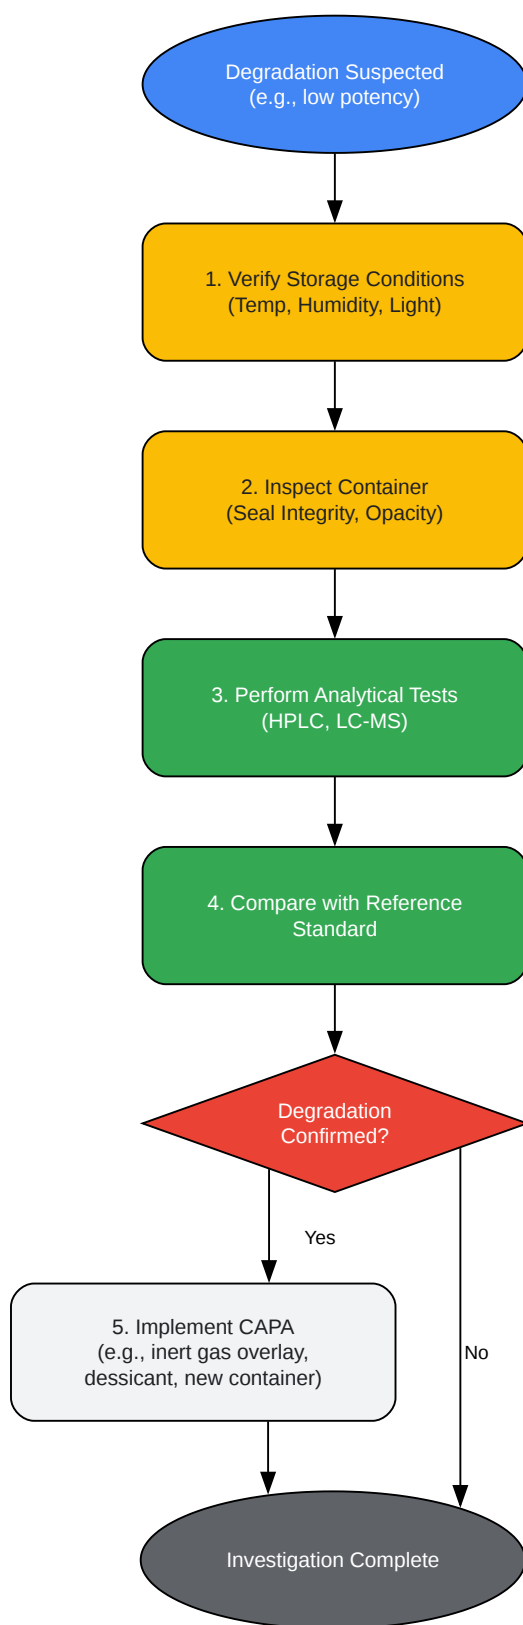 Degradation Suspected
(e.g., low potency)
1. Verify Storage Conditions
(Temp, Humidity, Light)
2. Inspect Container
(Seal Integrity, Opacity)
3. Perform Analytical Tests
(HPLC, LC-MS)
4. Compare with Reference
Standard
Degradation
Confirmed?
Yes
5. Implement CAPA
(e.g., inert gas overlay,
dessicant, new container)
No
Investigation Complete